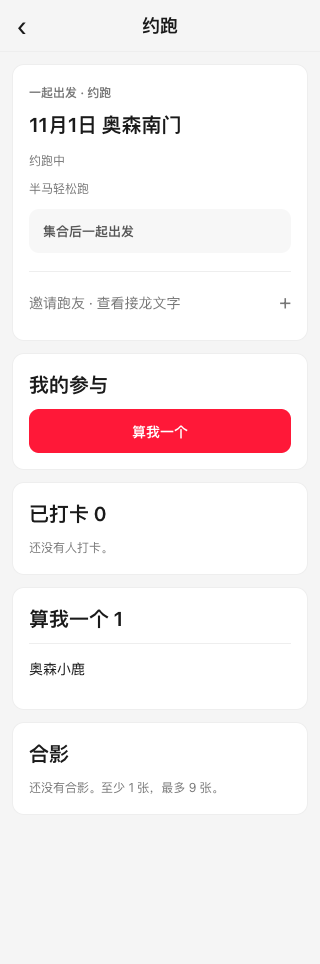 约跑
一起出发 · 约跑
11月1日 奥森南门
约跑中
半马轻松跑
集合后一起出发
邀请跑友 · 查看接龙文字
我的参与
算我一个
已打卡 0
还没有人打卡。
算我一个 1
奥森小鹿
合影
还没有合影。至少 1 张，最多 9 张。